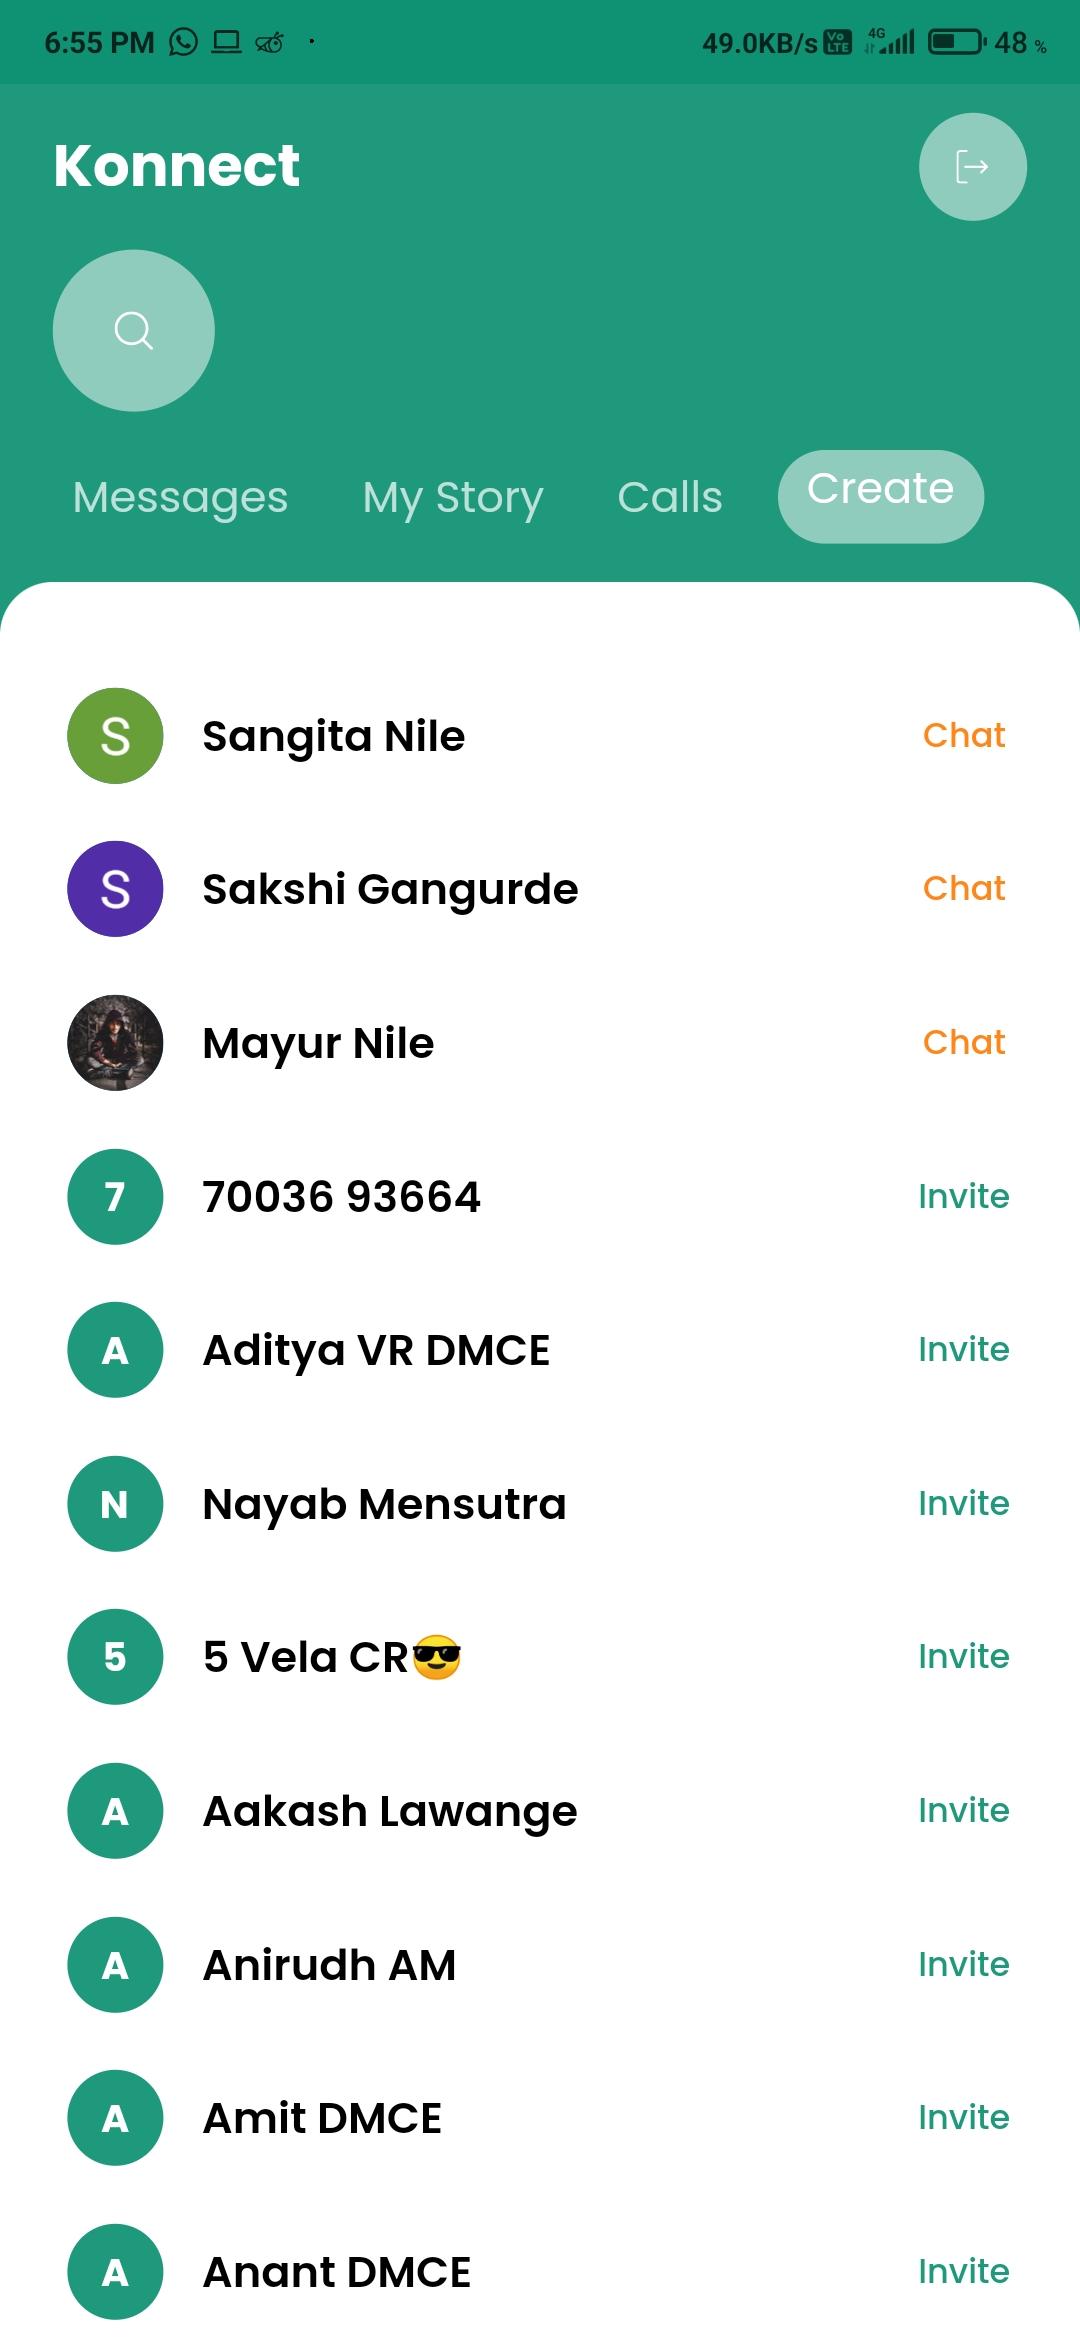 6:55 PM 49.0KB/s Vo LTE 4G 48 %
Konnect
Messages My Story Calls Create
S Sangita Nile Chat
S Sakshi Gangurde Chat
Mayur Nile Chat
7 70036 93664 Invite
A Aditya VR DMCE Invite
N Nayab Mensutra Invite
5 5 Vela CR😎 Invite
A Aakash Lawange Invite
A Anirudh AM Invite
A Amit DMCE Invite
A Anant DMCE Invite